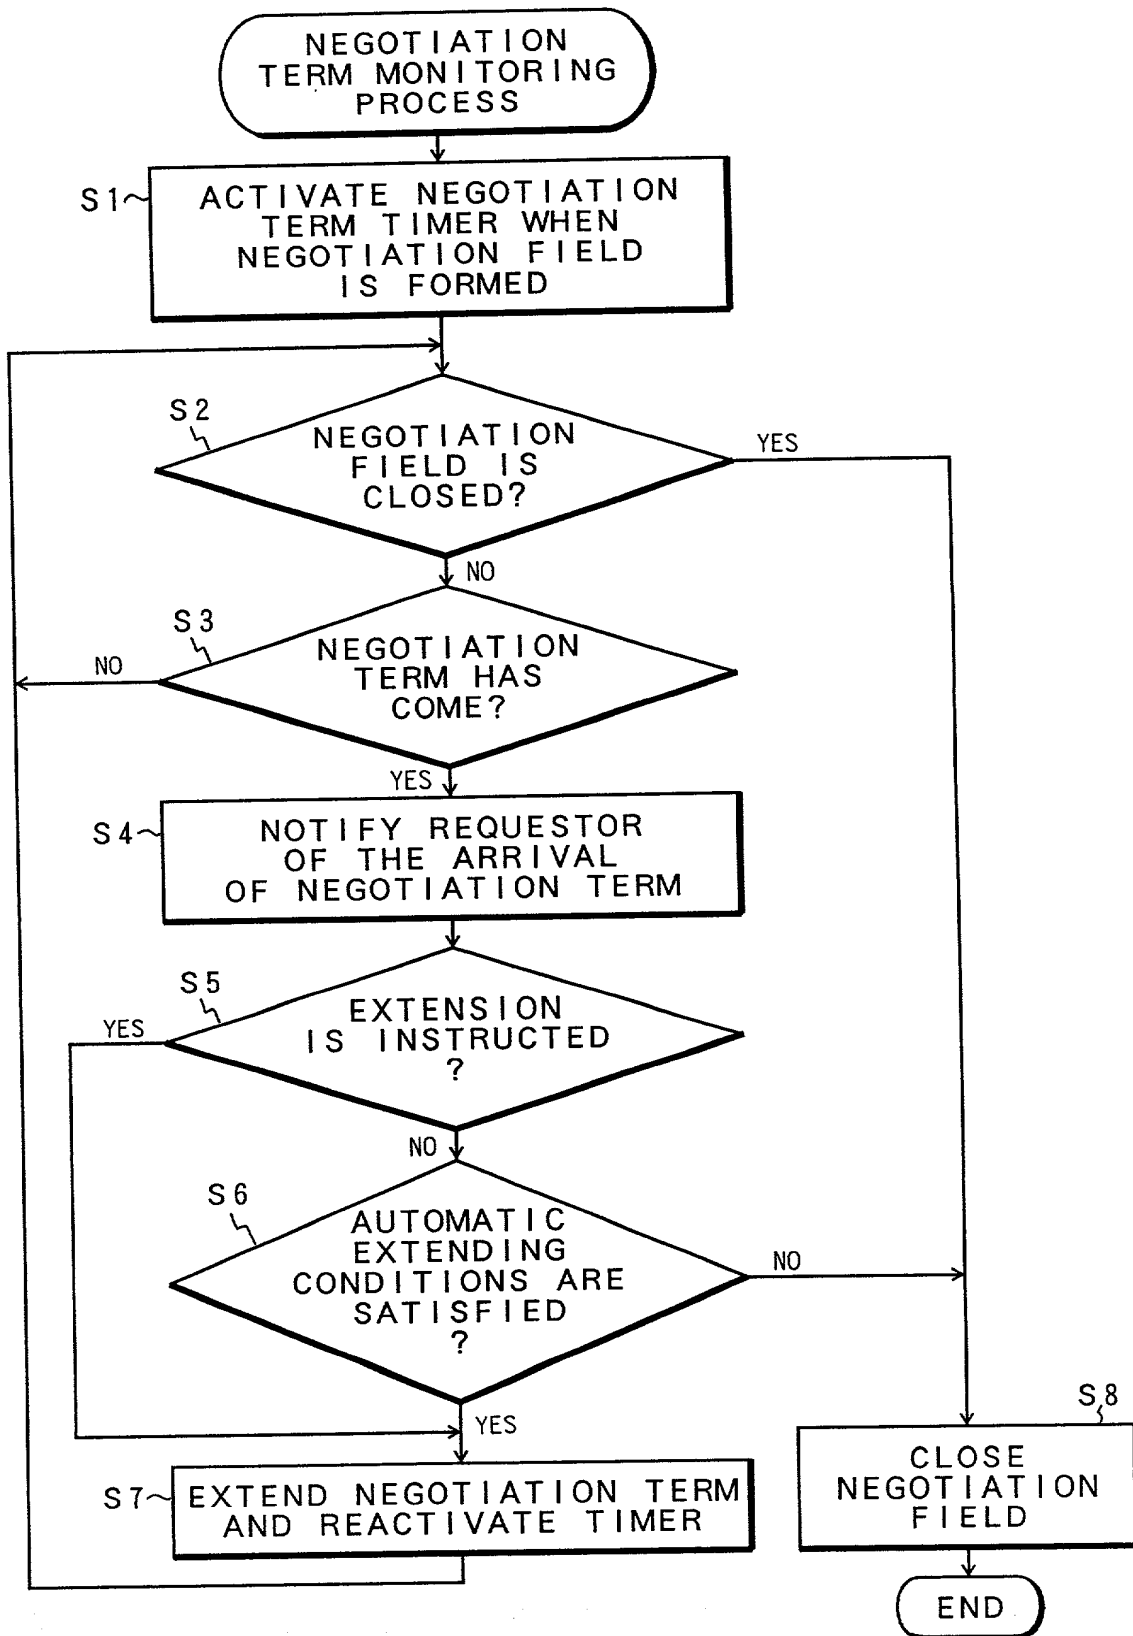 NEGOTIATION
TERM MONITORING
PROCESS
S1
ACTIVATE NEGOTIATION
TERM TIMER WHEN
NEGOTIATION FIELD
IS FORMED
S2
NEGOTIATION
FIELD IS
CLOSED?
YES
NO
S3
NEGOTIATION
TERM HAS
COME?
NO
YES
S4
NOTIFY REQUESTOR
OF THE ARRIVAL
OF NEGOTIATION TERM
S5
EXTENSION
IS INSTRUCTED
?
YES
NO
S6
AUTOMATIC
EXTENDING
CONDITIONS ARE
SATISFIED
?
NO
YES
S7
EXTEND NEGOTIATION TERM
AND REACTIVATE TIMER
S8
CLOSE
NEGOTIATION
FIELD
END